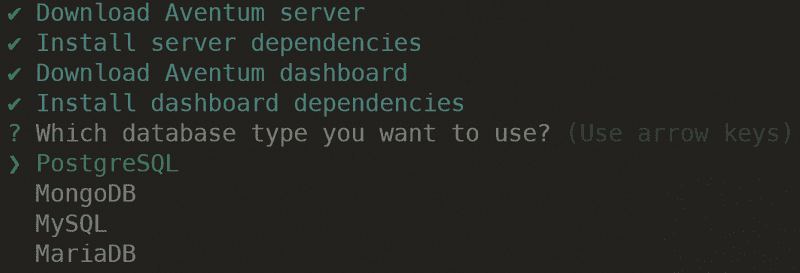 ✔ Download Aventum server
✔ Install server dependencies
✔ Download Aventum dashboard
✔ Install dashboard dependencies
? Which database type you want to use? (Use arrow keys)
❯ PostgreSQL
MongoDB
MySQL
MariaDB